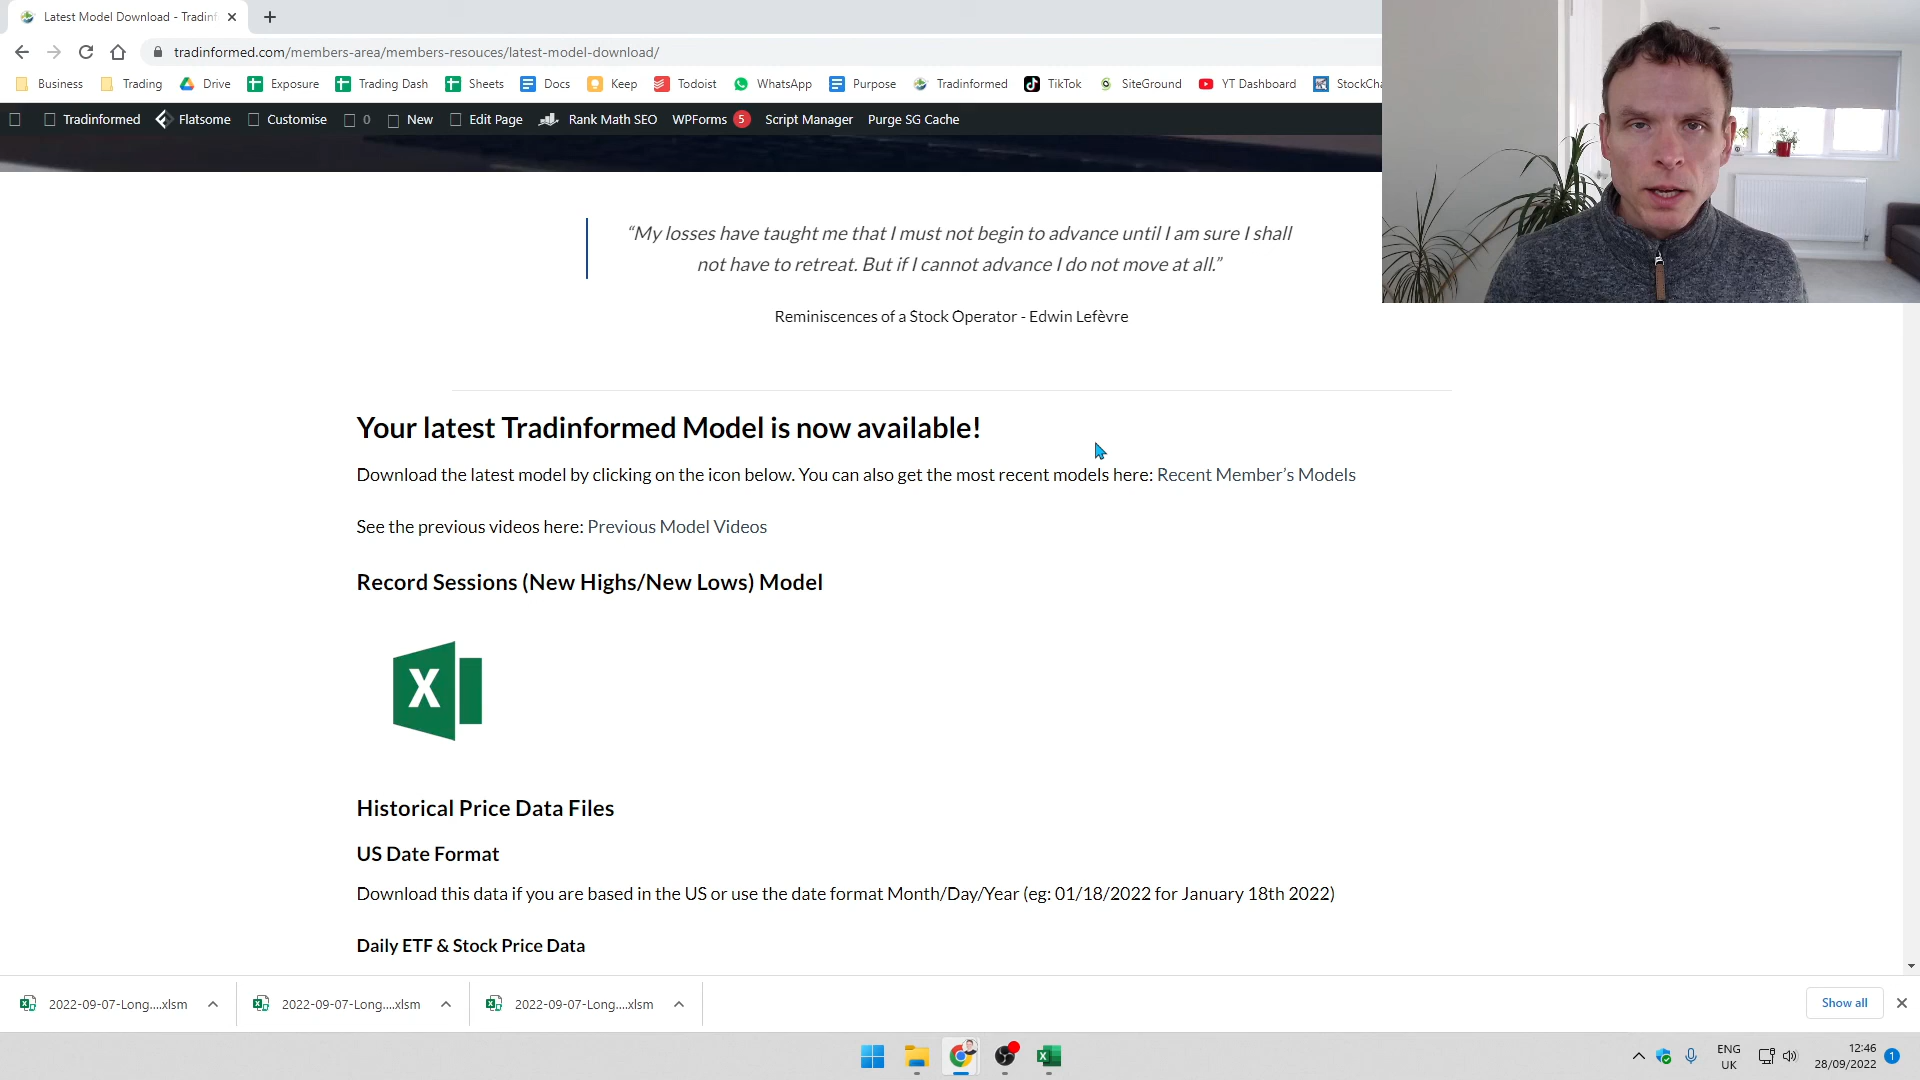 Latest Model Download - Tradinf
tradinformed.com/members-area/members-resouces/latest-model-download/
Business Trading Drive Exposure Trading Dash Sheets Docs Keep Todoist WhatsApp Purpose Tradinformed TikTok SiteGround YT Dashboard StockCha
Tradinformed Flatsome Customise 0 New Edit Page Rank Math SEO WPForms 5 Script Manager Purge SG Cache
“My losses have taught me that I must not begin to advance until I am sure I shall
not have to retreat. But if I cannot advance I do not move at all.”
Reminiscences of a Stock Operator - Edwin Lefèvre
Your latest Tradinformed Model is now available!
Download the latest model by clicking on the icon below. You can also get the most recent models here: Recent Member’s Models
See the previous videos here: Previous Model Videos
Record Sessions (New Highs/New Lows) Model
X
Historical Price Data Files
US Date Format
Download this data if you are based in the US or use the date format Month/Day/Year (eg: 01/18/2022 for January 18th 2022)
Daily ETF & Stock Price Data
2022-09-07-Long....xlsm 2022-09-07-Long....xlsm 2022-09-07-Long....xlsm Show all
ENG 12:46
UK 28/09/2022 1